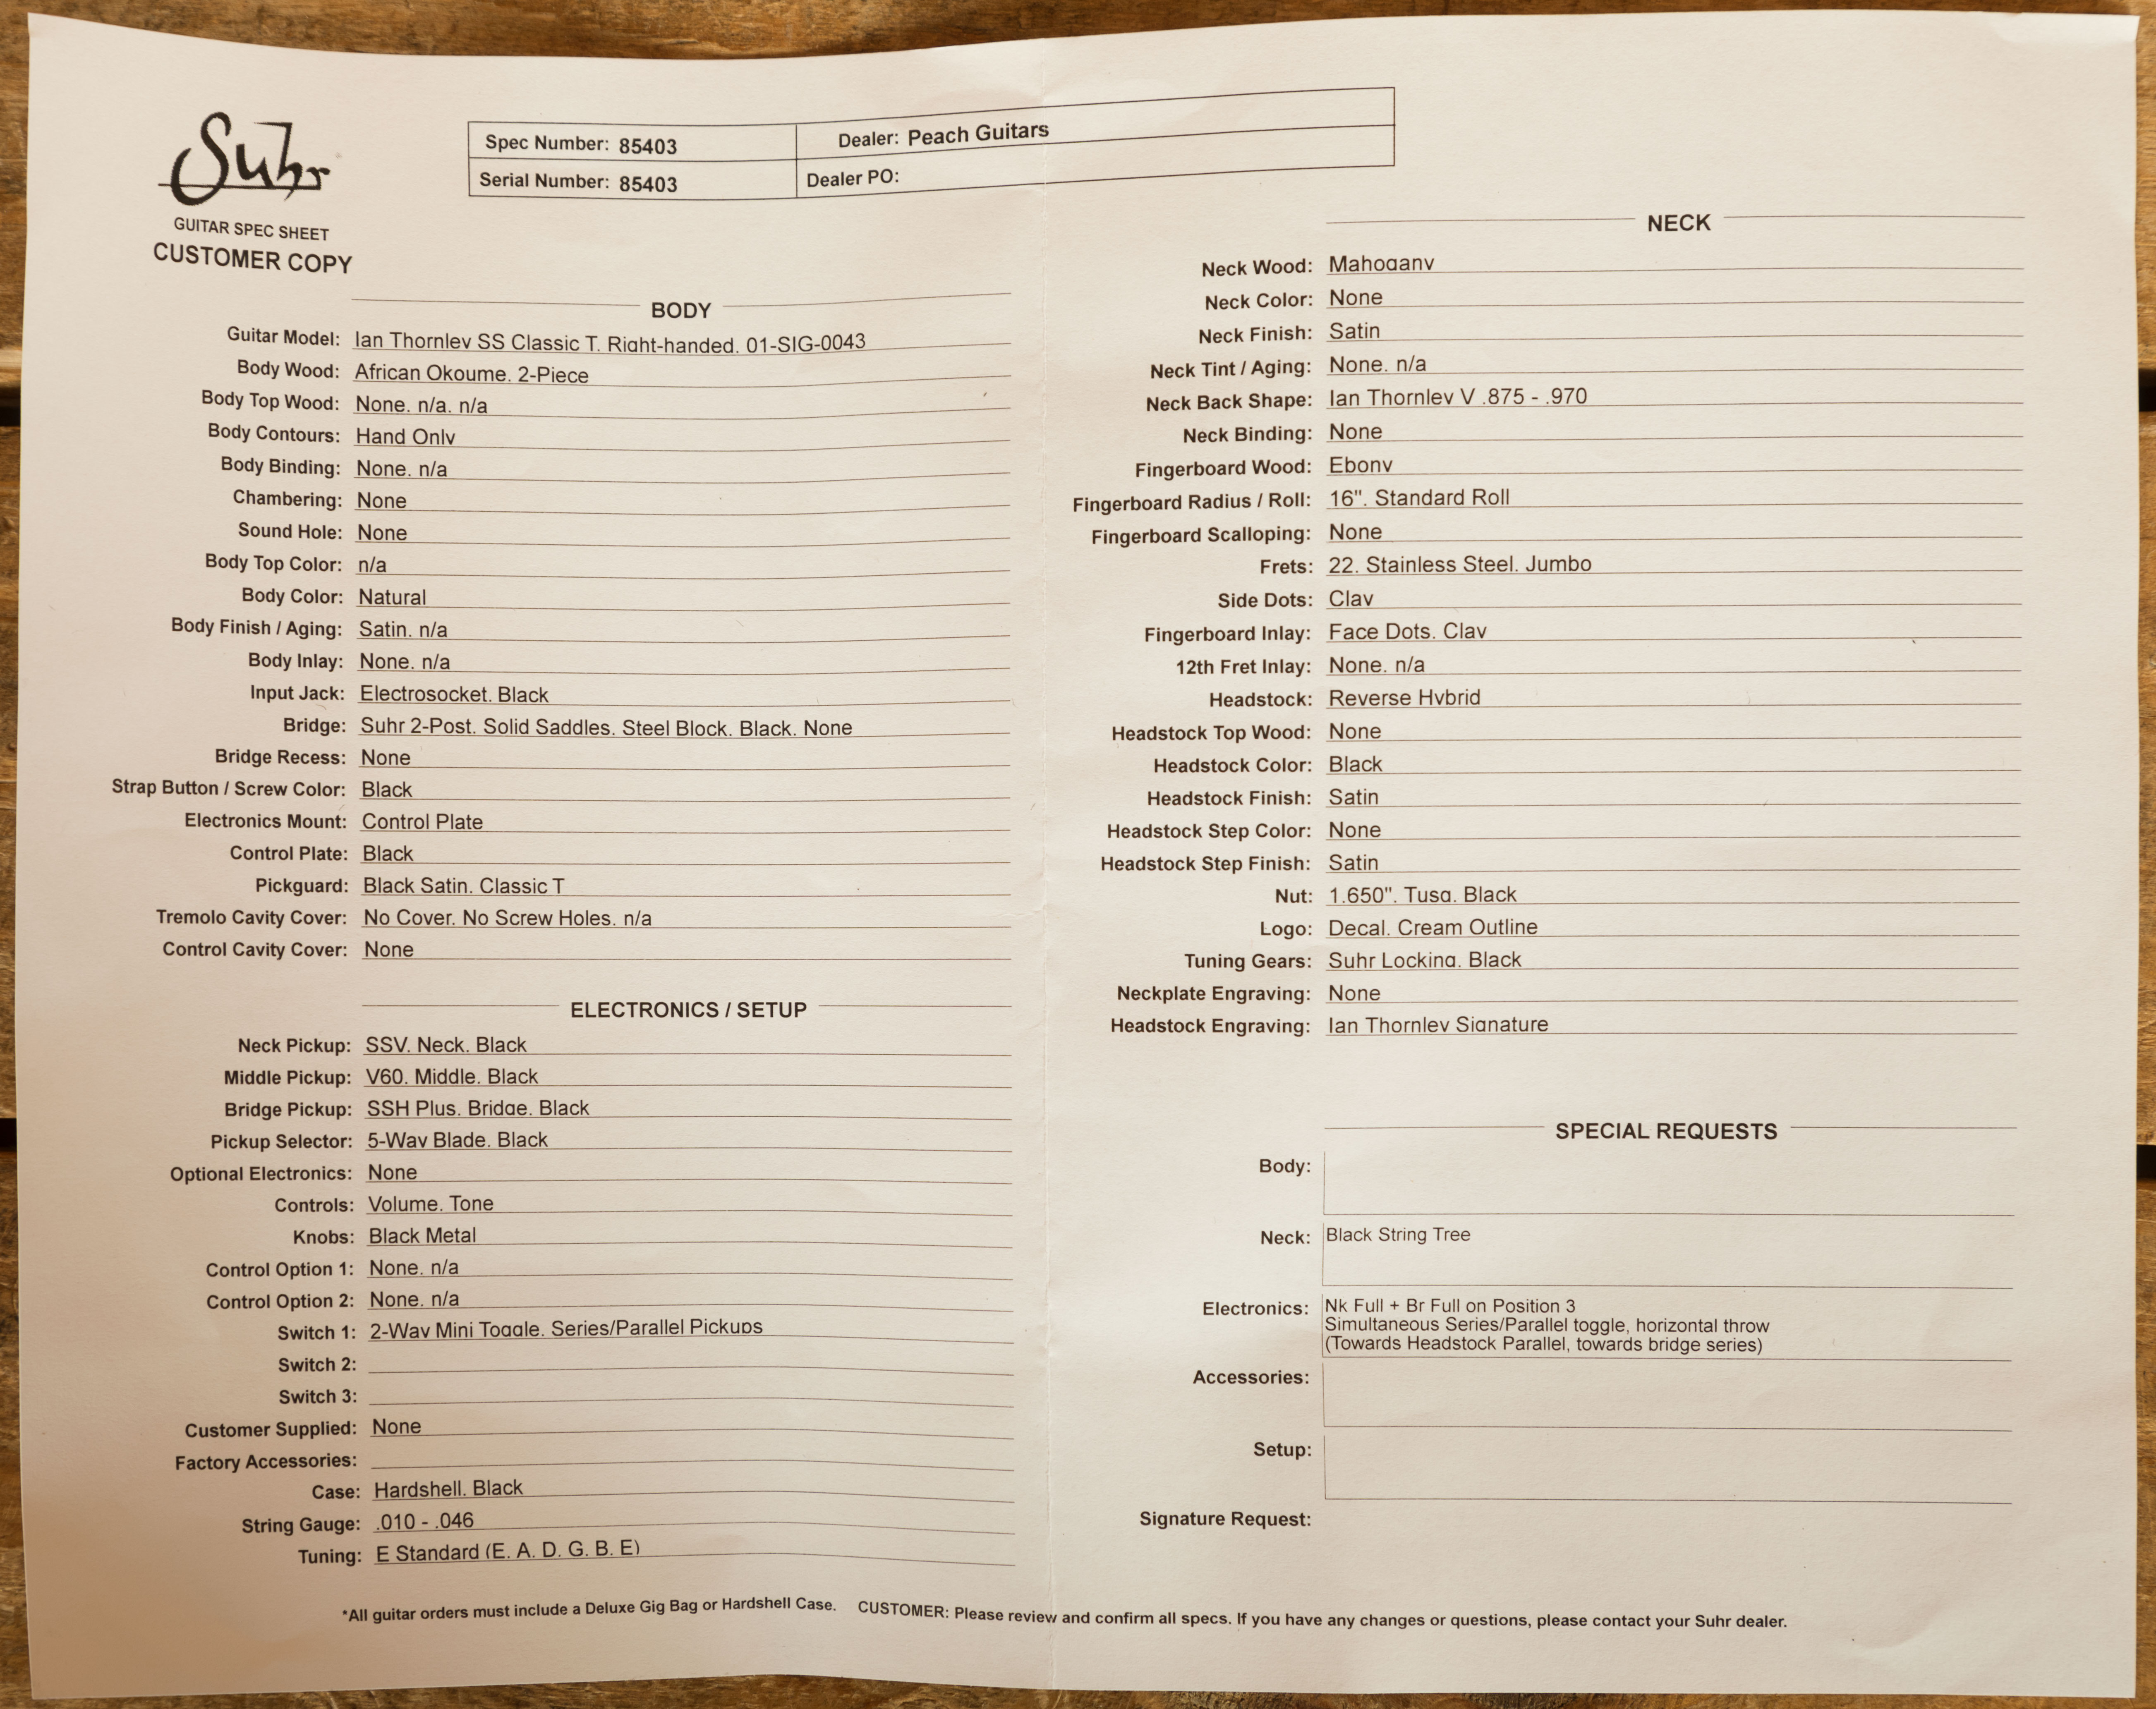 Suhr
GUITAR SPEC SHEET
CUSTOMER COPY
Spec Number: 85403
Dealer: Peach Guitars
Serial Number: 85403
Dealer PO:
BODY
Guitar Model: Ian Thornley SS Classic T. Right-handed. 01-SIG-0043
Body Wood: African Okoume. 2-Piece
Body Top Wood: None. n/a. n/a
Body Contours: Hand Only
Body Binding: None. n/a
Chambering: None
Sound Hole: None
Body Top Color: n/a
Body Color: Natural
Body Finish / Aging: Satin. n/a
Body Inlay: None. n/a
Input Jack: Electrosocket. Black
Bridge: Suhr 2-Post. Solid Saddles. Steel Block. Black. None
Bridge Recess: None
Strap Button / Screw Color: Black
Electronics Mount: Control Plate
Control Plate: Black
Pickguard: Black Satin. Classic T
Tremolo Cavity Cover: No Cover. No Screw Holes. n/a
Control Cavity Cover: None
ELECTRONICS / SETUP
Neck Pickup: SSV. Neck. Black
Middle Pickup: V60. Middle. Black
Bridge Pickup: SSH Plus. Bridge. Black
Pickup Selector: 5-Way Blade. Black
Optional Electronics: None
Controls: Volume. Tone
Knobs: Black Metal
Control Option 1: None. n/a
Control Option 2: None. n/a
Switch 1: 2-Way Mini Toggle. Series/Parallel Pickups
Switch 2:
Switch 3:
Customer Supplied: None
Factory Accessories:
Case: Hardshell. Black
String Gauge: .010 - .046
Tuning: E Standard (E. A. D. G. B. E)
NECK
Neck Wood: Mahogany
Neck Color: None
Neck Finish: Satin
Neck Tint / Aging: None. n/a
Neck Back Shape: Ian Thornley V .875 - .970
Neck Binding: None
Fingerboard Wood: Ebony
Fingerboard Radius / Roll: 16". Standard Roll
Fingerboard Scalloping: None
Frets: 22. Stainless Steel. Jumbo
Side Dots: Clay
Fingerboard Inlay: Face Dots. Clay
12th Fret Inlay: None. n/a
Headstock: Reverse Hybrid
Headstock Top Wood: None
Headstock Color: Black
Headstock Finish: Satin
Headstock Step Color: None
Headstock Step Finish: Satin
Nut: 1.650". Tusq. Black
Logo: Decal. Cream Outline
Tuning Gears: Suhr Locking. Black
Neckplate Engraving: None
Headstock Engraving: Ian Thornley Signature
SPECIAL REQUESTS
Body:
Neck: Black String Tree
Electronics: Nk Full + Br Full on Position 3
Simultaneous Series/Parallel toggle, horizontal throw
(Towards Headstock Parallel, towards bridge series)
Accessories:
Setup:
Signature Request:
*All guitar orders must include a Deluxe Gig Bag or Hardshell Case. CUSTOMER: Please review and confirm all specs. If you have any changes or questions, please contact your Suhr dealer.